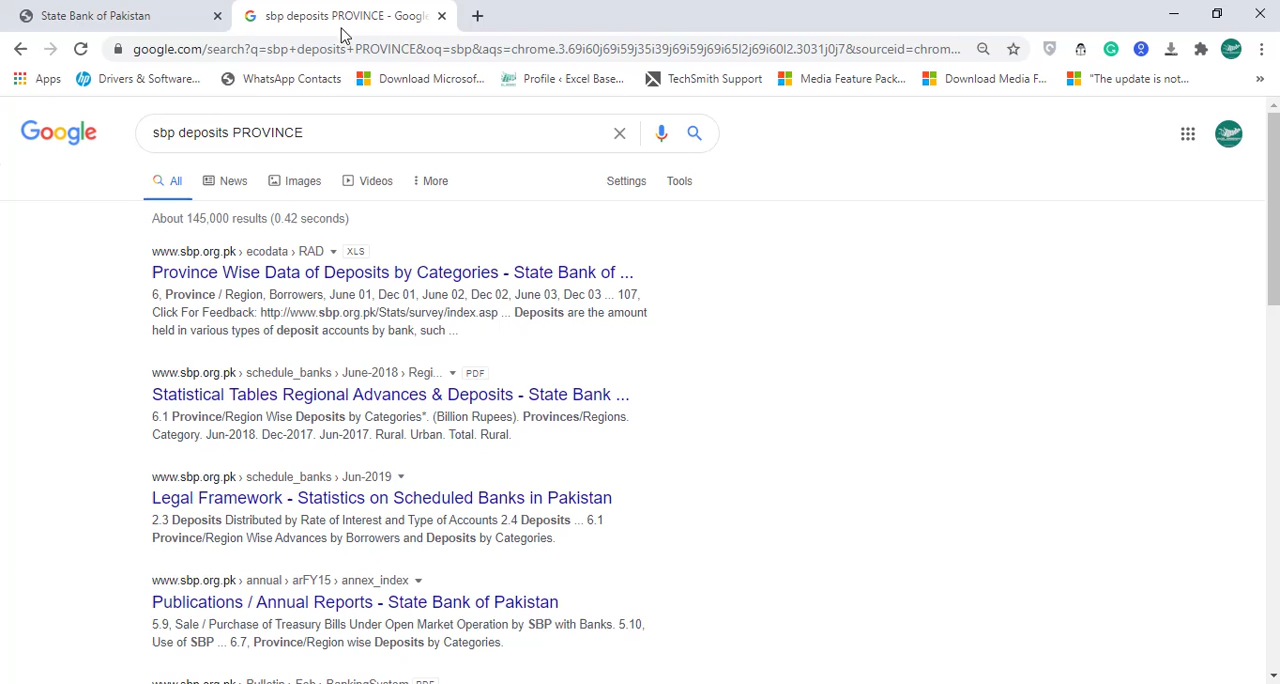 State Bank of Pakistan
sbp deposits PROVINCE - Google
google.com/search?q=sbp+deposits+PROVINCE&oq=sbp&aqs=chrome.3.69i60j69i59j35i39j69i59j69i65l2j69i60l2.3031j0j7&sourceid=chrom...
Apps
Drivers & Software...
WhatsApp Contacts
Download Microsof...
Profile ‹ Excel Base...
TechSmith Support
Media Feature Pack...
Download Media F...
"The update is not...
»
Google
sbp deposits PROVINCE
All
News
Images
Videos
More
Settings
Tools
About 145,000 results (0.42 seconds)
www.sbp.org.pk › ecodata › RAD XLS
Province Wise Data of Deposits by Categories - State Bank of ...
6, Province / Region, Borrowers, June 01, Dec 01, June 02, Dec 02, June 03, Dec 03 ... 107,
Click For Feedback: http://www.sbp.org.pk/Stats/survey/index.asp ... Deposits are the amount
held in various types of deposit accounts by bank, such ...
www.sbp.org.pk › schedule_banks › June-2018 › Regi... PDF
Statistical Tables Regional Advances & Deposits - State Bank ...
6.1 Province/Region Wise Deposits by Categories*. (Billion Rupees). Provinces/Regions.
Category. Jun-2018. Dec-2017. Jun-2017. Rural. Urban. Total. Rural.
www.sbp.org.pk › schedule_banks › Jun-2019
Legal Framework - Statistics on Scheduled Banks in Pakistan
2.3 Deposits Distributed by Rate of Interest and Type of Accounts 2.4 Deposits ... 6.1
Province/Region Wise Advances by Borrowers and Deposits by Categories.
www.sbp.org.pk › annual › arFY15 › annex_index
Publications / Annual Reports - State Bank of Pakistan
5.9, Sale / Purchase of Treasury Bills Under Open Market Operation by SBP with Banks. 5.10,
Use of SBP ... 6.7, Province/Region wise Deposits by Categories.
www.sbp.org.pk › Bulletin › Feb › BankingSystem PDF